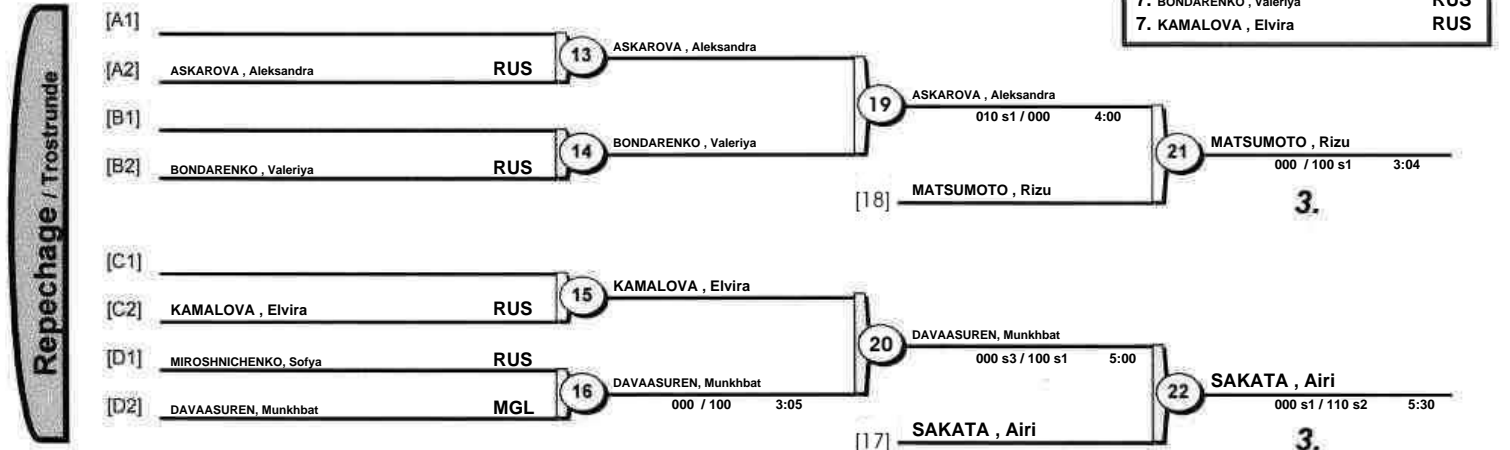 7. BONDARENKO , Valeriya RUS
7. KAMALOVA , Elvira RUS
Repechage / Trostrunde
[A1]
[A2] ASKAROVA , Aleksandra RUS
13 ASKAROVA , Aleksandra
[B1]
[B2] BONDARENKO , Valeriya RUS
14 BONDARENKO , Valeriya
19 ASKAROVA , Aleksandra
010 s1 / 000 4:00
[18] MATSUMOTO , Rizu
21 MATSUMOTO , Rizu
000 / 100 s1 3:04
3.
[C1]
[C2] KAMALOVA , Elvira RUS
15 KAMALOVA , Elvira
[D1] MIROSHNICHENKO, Sofya RUS
[D2] DAVAASUREN, Munkhbat MGL
16 DAVAASUREN, Munkhbat
000 / 100 3:05
20 DAVAASUREN, Munkhbat
000 s3 / 100 s1 5:00
[17] SAKATA , Airi
22 SAKATA , Airi
000 s1 / 110 s2 5:30
3.